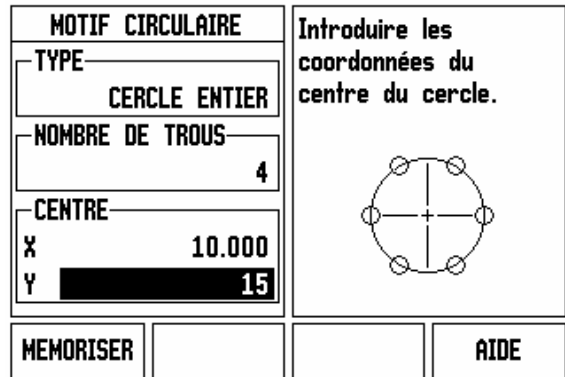 MOTIF CIRCULAIRE
TYPE
CERCLE ENTIER
NOMBRE DE TROUS
4
CENTRE
X 10.000
Y 15
Introduire les
coordonnées du
centre du cercle.
MEMORISER
AIDE